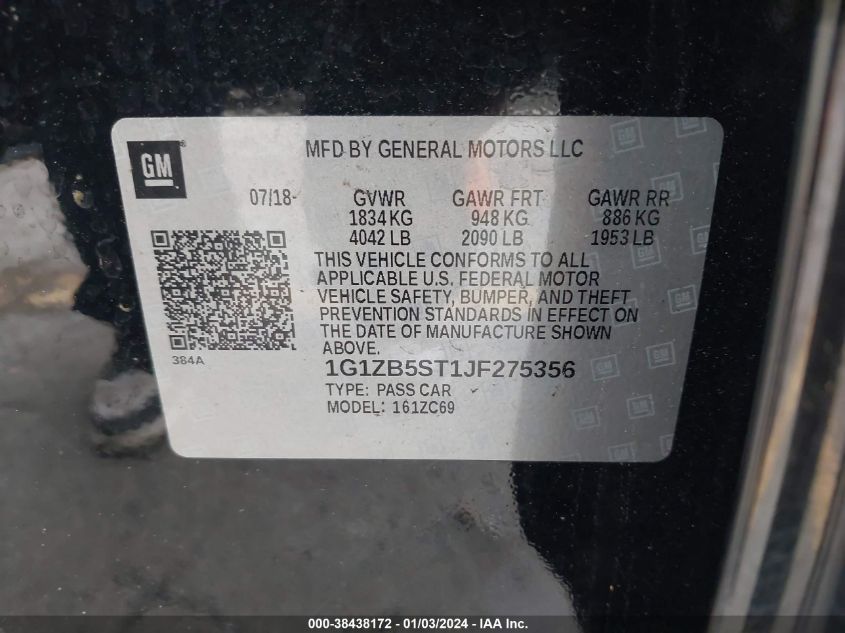 GM
MFD BY GENERAL MOTORS LLC
07/18 GVWR GAWR FRT GAWR RR
1834 KG 948 KG 886 KG
4042 LB 2090 LB 1953 LB
THIS VEHICLE CONFORMS TO ALL
APPLICABLE U.S. FEDERAL MOTOR
VEHICLE SAFETY, BUMPER, AND THEFT
PREVENTION STANDARDS IN EFFECT ON
THE DATE OF MANUFACTURE SHOWN
ABOVE.
384A
1G1ZB5ST1JF275356
TYPE: PASS CAR
MODEL: 161ZC69
000-38438172 - 01/03/2024 - IAA Inc.